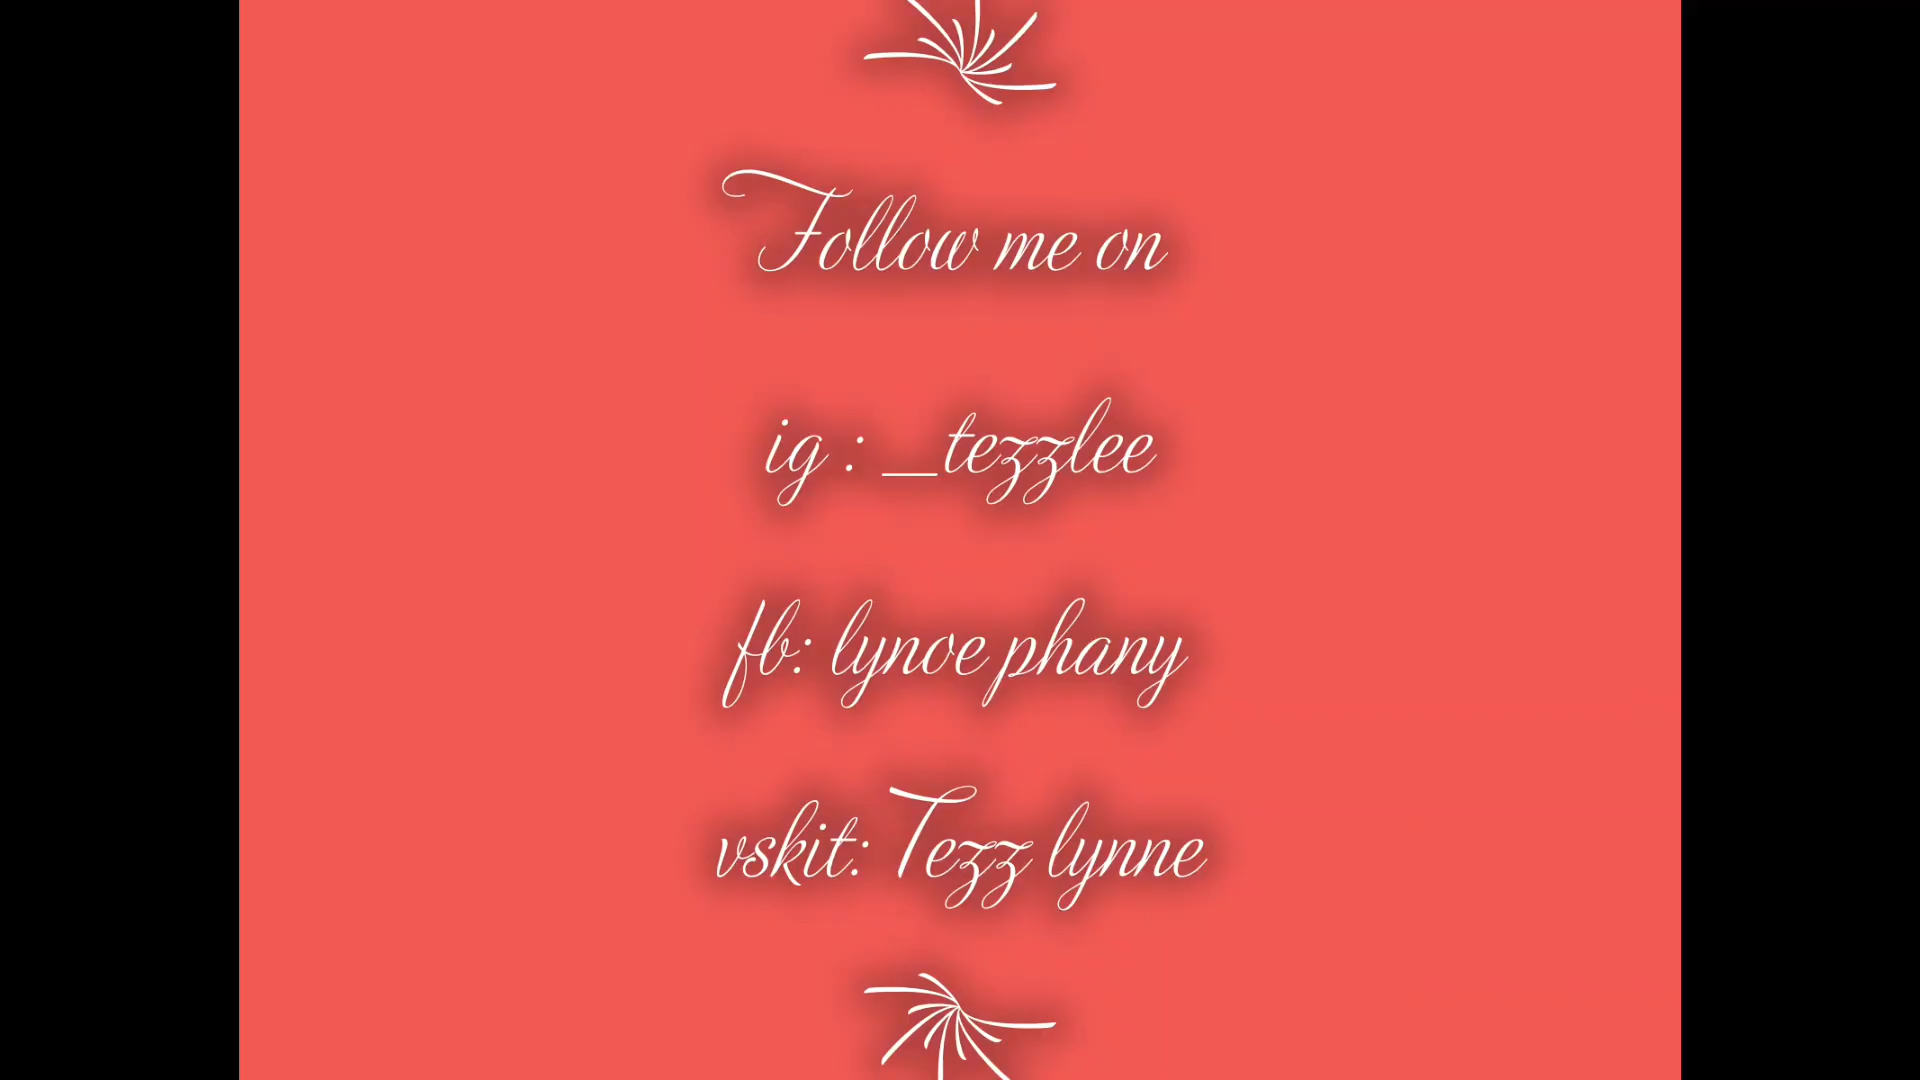 Follow me on
ig : _tezzlee
fb: lynoe phany
vskit: Tezz lynne